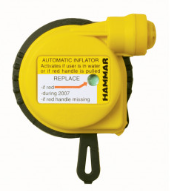 AUTOMATIC INFLATOR
Activates if user is in water
or if red handle is pulled
REPLACE
-if red
-during 2007
-if red handle missing
HAMMAR